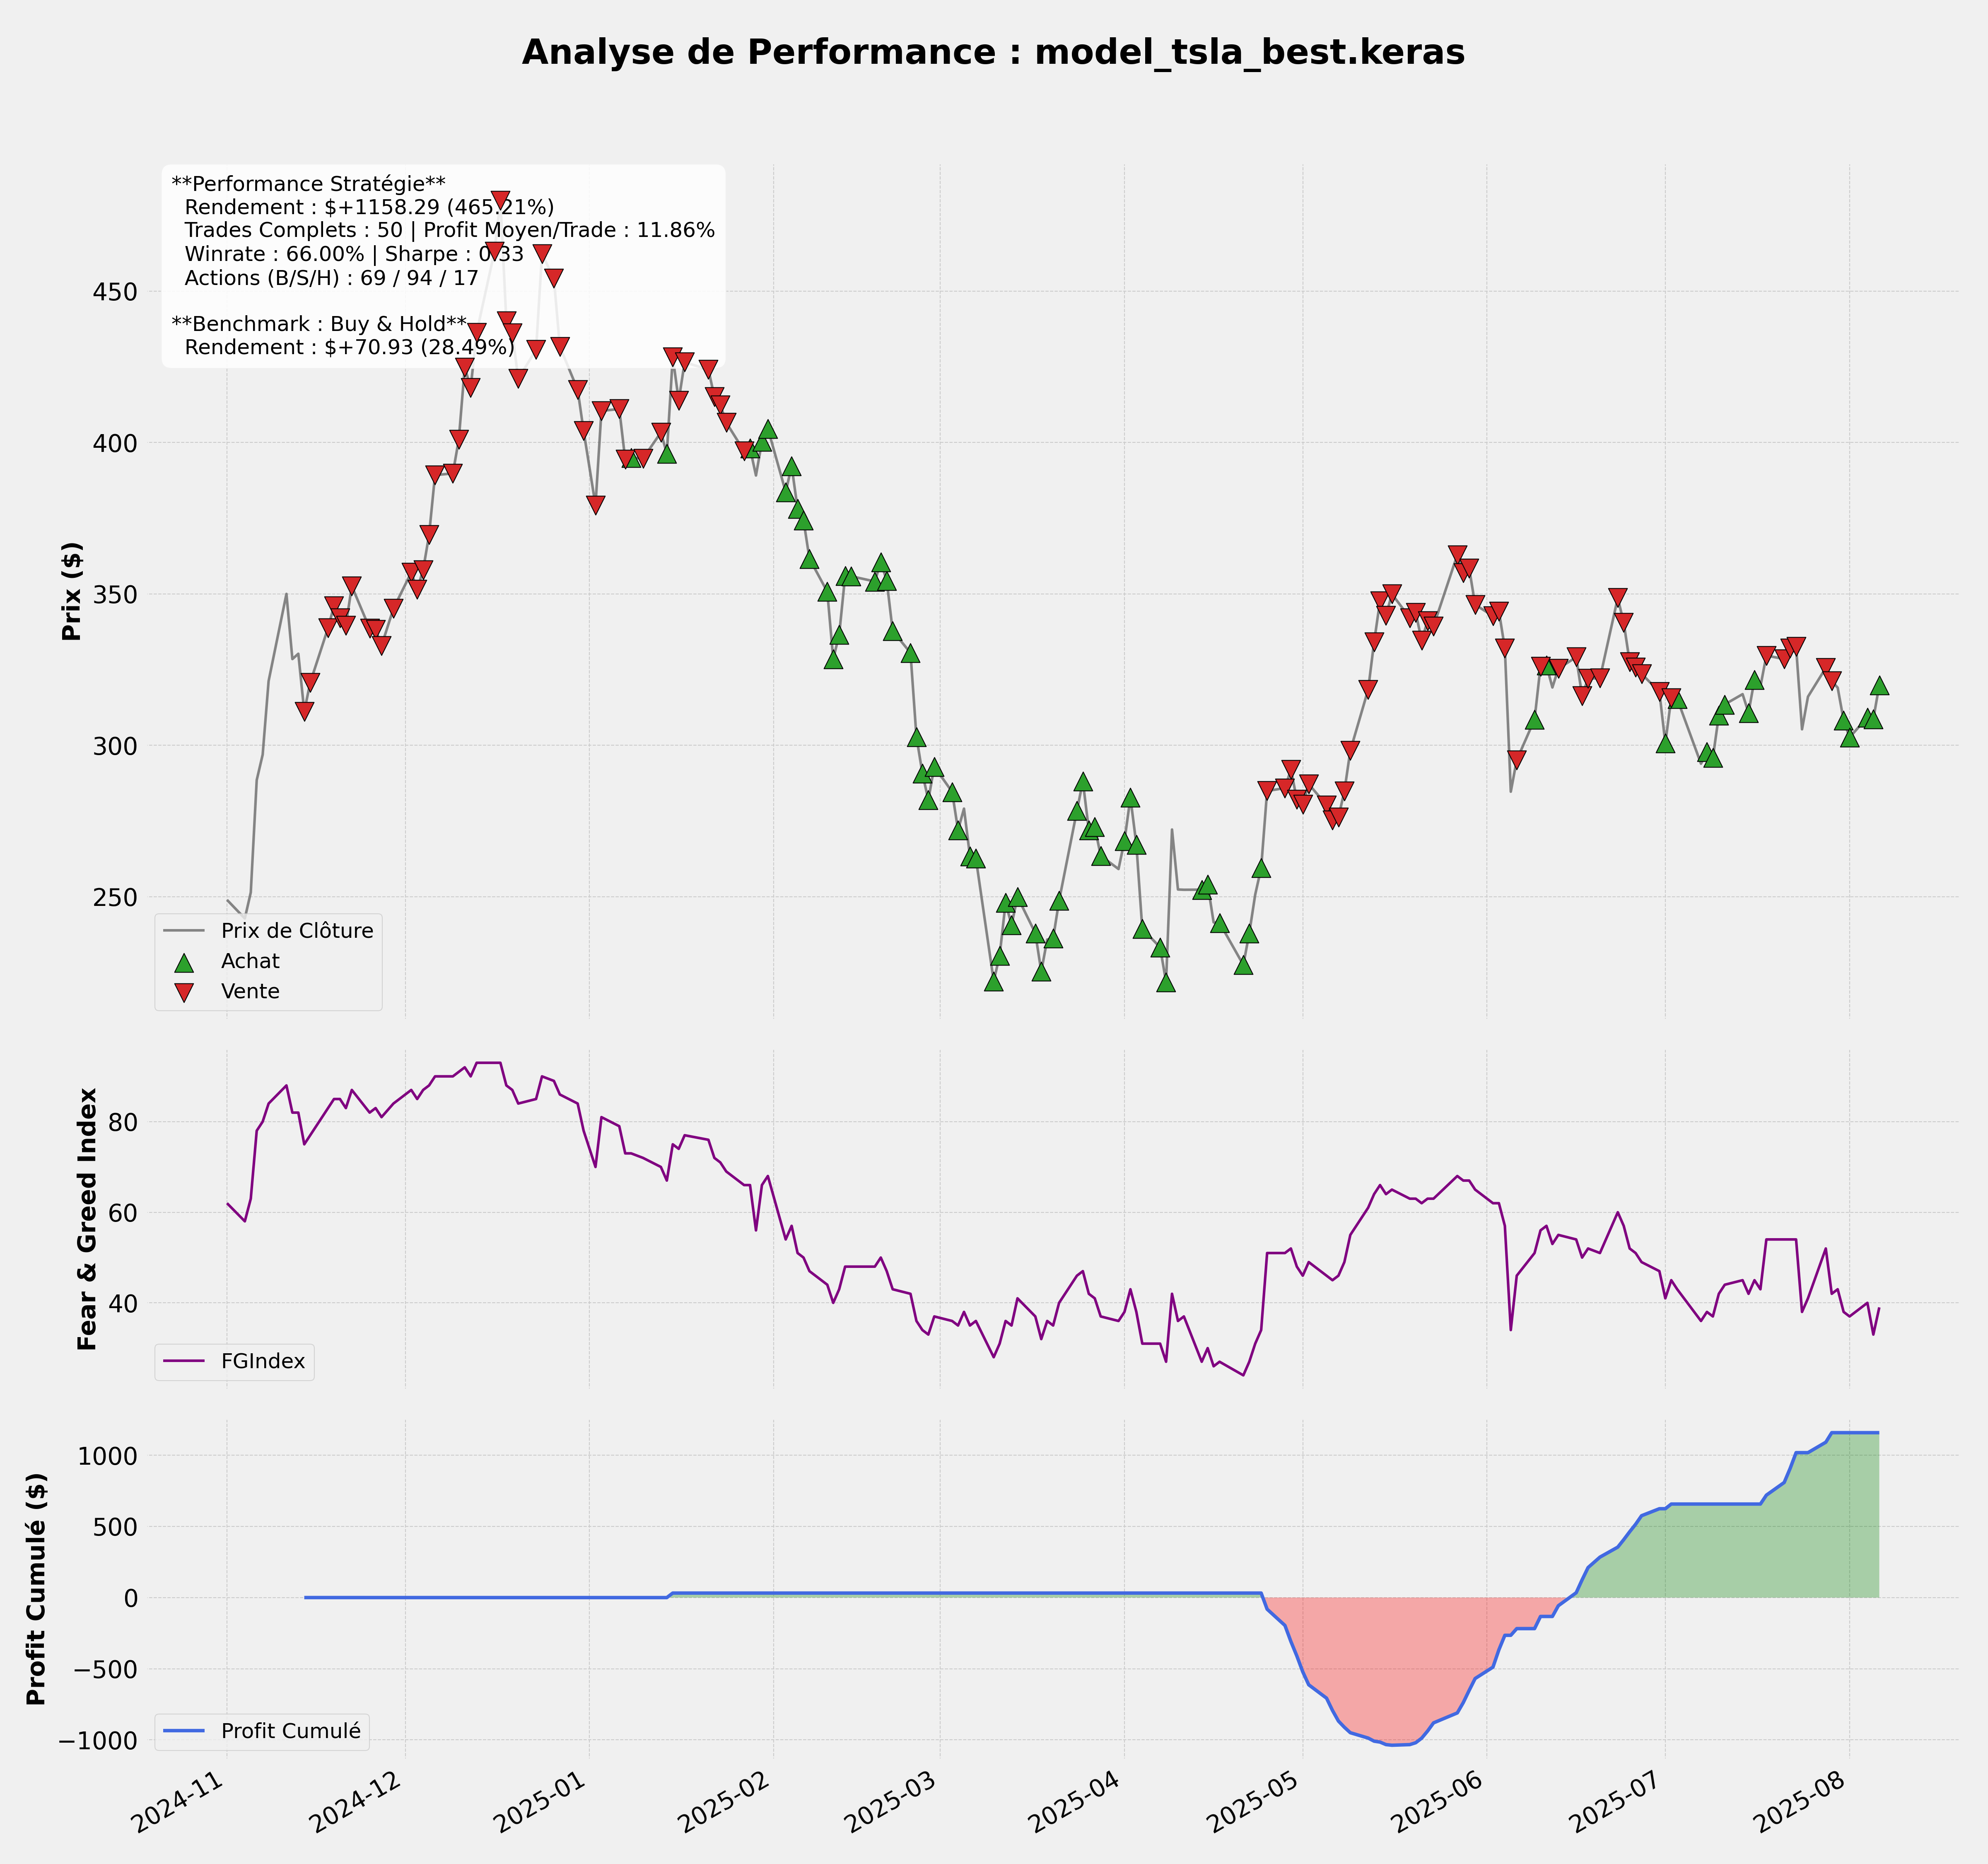 Analyse de Performance : model_tsla_best.keras
**Performance Stratégie**
Rendement : $+1158.29 (465.21%)
Trades Complets : 50 | Profit Moyen/Trade : 11.86%
Winrate : 66.00% | Sharpe : 0.33
Actions (B/S/H) : 69 / 94 / 17
**Benchmark : Buy & Hold**
Rendement : $+70.93 (28.49%)
Prix ($)
450
400
350
300
250
Prix de Clôture
Achat
Vente
Fear & Greed Index
80
60
40
FGIndex
Profit Cumulé ($)
1000
500
0
−500
−1000
Profit Cumulé
2024-11
2024-12
2025-01
2025-02
2025-03
2025-04
2025-05
2025-06
2025-07
2025-08